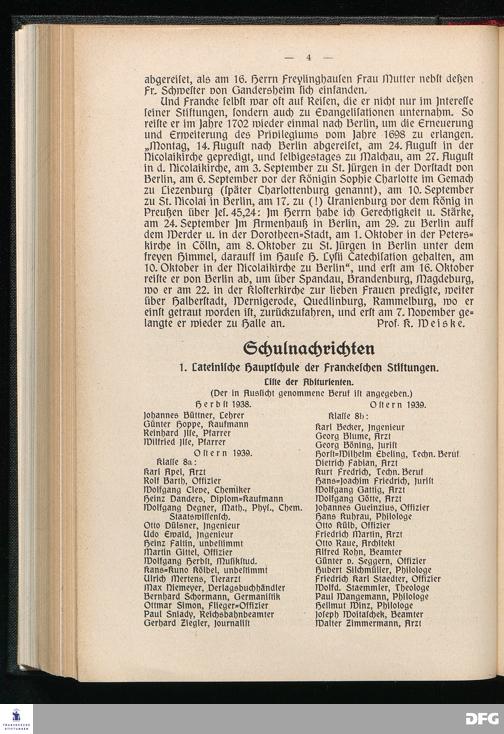 — 4 —
abgereiset, als am 16. Herrn Freylinghausen Frau Mutter nebst deßen
Fr. Schwester von Gandersheim sich einfanden.
Und Francke selbst war oft auf Reisen, die er nicht nur im Interesse
seiner Stiftungen, sondern auch zu Evangelisationen unternahm. So
reiste er im Jahre 1702 wieder einmal nach Berlin, um die Erneuerung
und Erweiterung des Privilegiums vom Jahre 1698 zu erlangen.
„Montag, 14. August nach Berlin abgereiset, am 24. August in der
Nicolaikirche gepredigt, und selbigestages zu Malchau, am 27. August
in d. Nicolaikirche, am 3. September zu St. Jürgen in der Vorstadt von
Berlin, am 6. September vor der Königin Sophie Charlotte im Gemach
zu Liezenburg (später Charlottenburg genannt), am 10. September
zu St. Nicolai in Berlin, am 17. zu (!) Uranienburg vor dem König in
Preußen über Jes. 45,24: Im Herrn habe ich Gerechtigkeit u. Stärke,
am 24. September Im Armenhauß in Berlin, am 29. zu Berlin auff
dem Werder u. in der Dorotheen=Stadt, am 1. Oktober in der Peters=
kirche in Cölln, am 8. Oktober zu St. Jürgen in Berlin unter dem
freyen Himmel, darauff im Hause H. Lysii Catechisation gehalten, am
10. Oktober in der Nicolaikirche zu Berlin“, und erst am 16. Oktober
reiste er von Berlin ab, um über Spandau, Brandenburg, Magdeburg,
wo er am 22. in der Klosterkirche zur lieben Frauen predigte, weiter
über Halberstadt, Wernigerode, Quedlinburg, Rammelburg, wo er
einst getraut worden ist, zurückzufahren, und erst am 7. November ge=
langte er wieder zu Halle an. Prof. K. Weiske.
Schulnachrichten
1. Lateinische Hauptschule der Franckeschen Stiftungen.
Liste der Abiturienten.
(Der in Aussicht genommene Beruf ist angegeben.)
Herbst 1938.
Johannes Büttner, Lehrer
Günter Hoppe, Kaufmann
Reinhard Ilse, Pfarrer
Wilfried Ilse, Pfarrer
Ostern 1939.
Klasse 8a:
Karl Apel, Arzt
Rolf Barth, Offizier
Wolfgang Cleve, Chemiker
Heinz Danders, Diplom=Kaufmann
Wolfgang Degner, Math., Phys., Chem.
Staatswissensch.
Otto Dülsner, Ingenieur
Udo Ewald, Ingenieur
Heinz Faltin, unbestimmt
Martin Gittel, Offizier
Wolfgang Herbst, Musikstud.
Hans=Kuno Kölbel, unbestimmt
Ulrich Mertens, Tierarzt
Max Niemeyer, Verlagsbuchhändler
Bernhard Schormann, Germanistik
Ottmar Simon, Flieger=Offizier
Paul Sniady, Reichsbahnbeamter
Gerhard Ziegler, Journalist
Ostern 1939.
Klasse 8b:
Karl Becker, Ingenieur
Georg Blume, Arzt
Georg Böning, Jurist
Horst=Wilhelm Ebeling, Techn. Beruf
Dietrich Fabian, Arzt
Kurt Fredrich, Techn. Beruf
Hans=Joachim Friedrich, Jurist
Wolfgang Gattig, Arzt
Wolfgang Götte, Arzt
Johannes Gueinzius, Offizier
Hans Kuhrau, Philologe
Otto Külb, Offizier
Friedrich Martin, Arzt
Otto Raue, Architekt
Alfred Rohn, Beamter
Günter v. Seggern, Offizier
Hubert Silchmüller, Philologe
Friedrich Karl Staedter, Offizier
Wolfd. Staemmler, Theologe
Paul Wangemann, Philologe
Hellmut Winz, Philologe
Joseph Woitaschek, Beamter
Walter Zimmermann, Arzt
FRANCKESCHE
STIFTUNGEN
DFG